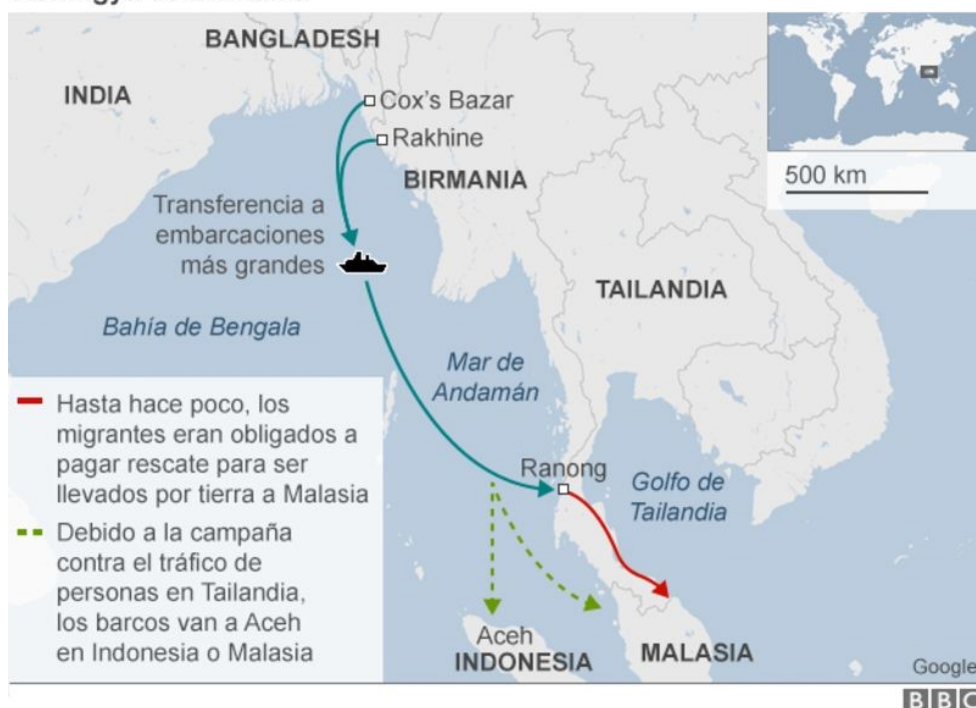 BANGLADESH
INDIA
Cox's Bazar
Rakhine
BIRMANIA
500 km
Transferencia a
embarcaciones
más grandes
TAILANDIA
Bahía de Bengala
Mar de
Andamán
Hasta hace poco, los
migrantes eran obligados a
pagar rescate para ser
llevados por tierra a Malasia
Ranong
Golfo de
Tailandia
Debido a la campaña
contra el tráfico de
personas en Tailandia,
los barcos van a Aceh
en Indonesia o Malasia
Aceh
INDONESIA
MALASIA
Google
BBC